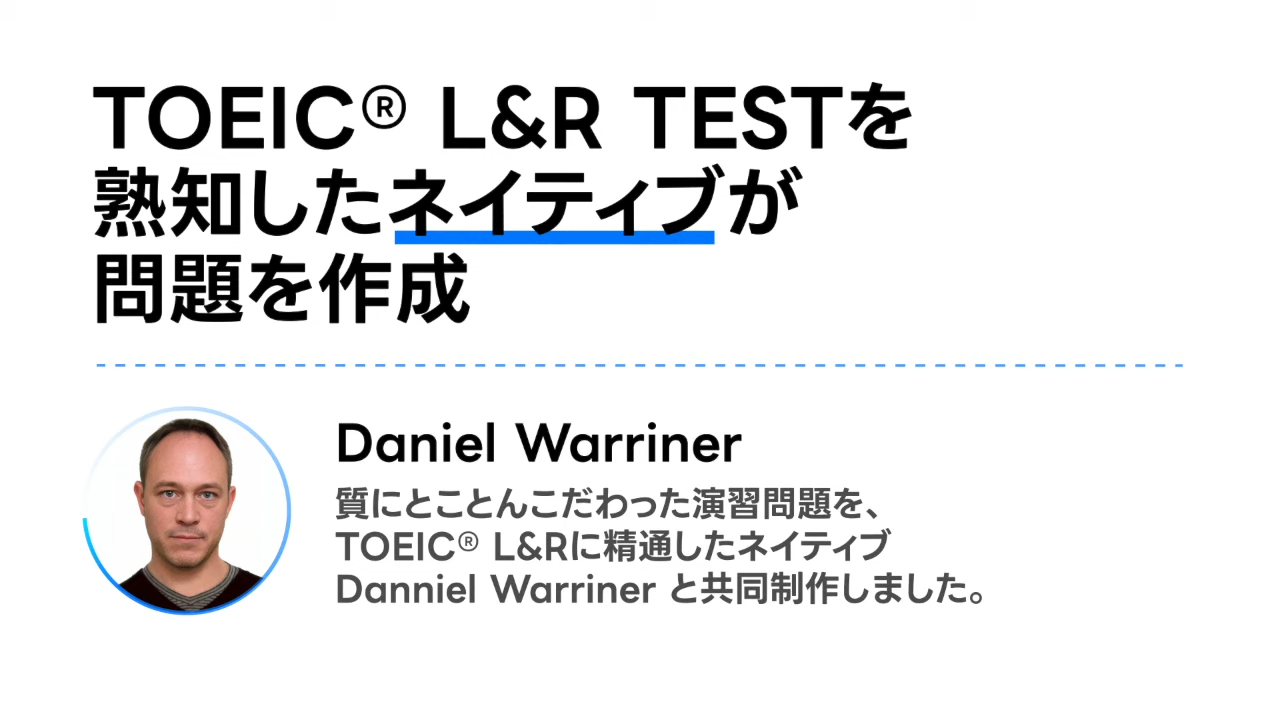 TOEIC® L&R TESTを
熟知したネイティブが
問題を作成
Daniel Warriner
質にとことんこだわった演習問題を、
TOEIC® L&Rに精通したネイティブ
Danniel Warriner と共同制作しました。